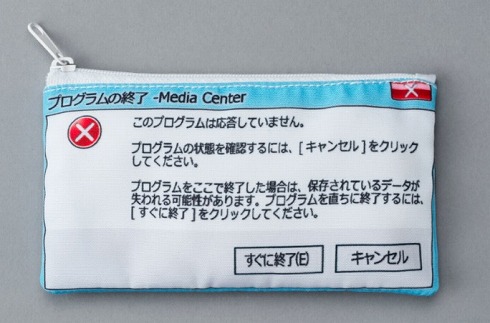 プログラムの終了 -Media Center
このプログラムは応答していません。
プログラムの状態を確認するには、[ キャンセル ] をクリック
してください。
プログラムをここで終了した場合は、保存されているデータが
失われる可能性があります。プログラムを直ちに終了するには、
[ すぐに終了 ] をクリックしてください。
すぐに終了(E) キャンセル